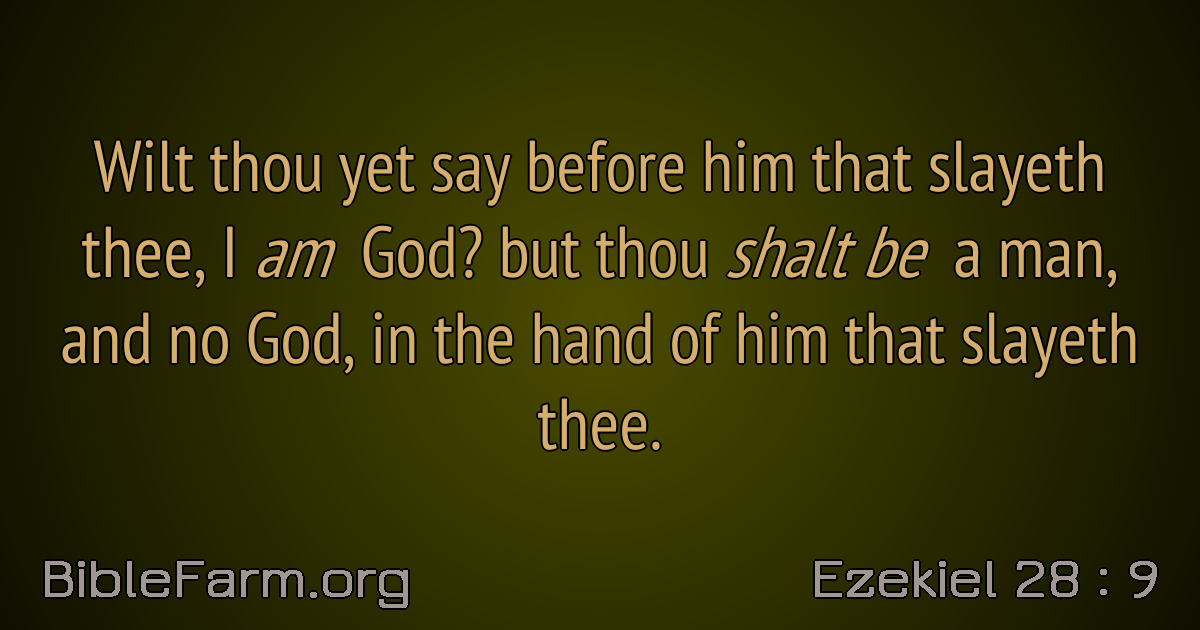 Wilt thou yet say before him that slayeth
thee, I am God? but thou shalt be a man,
and no God, in the hand of him that slayeth
thee.
BibleFarm.org
Ezekiel 28 : 9